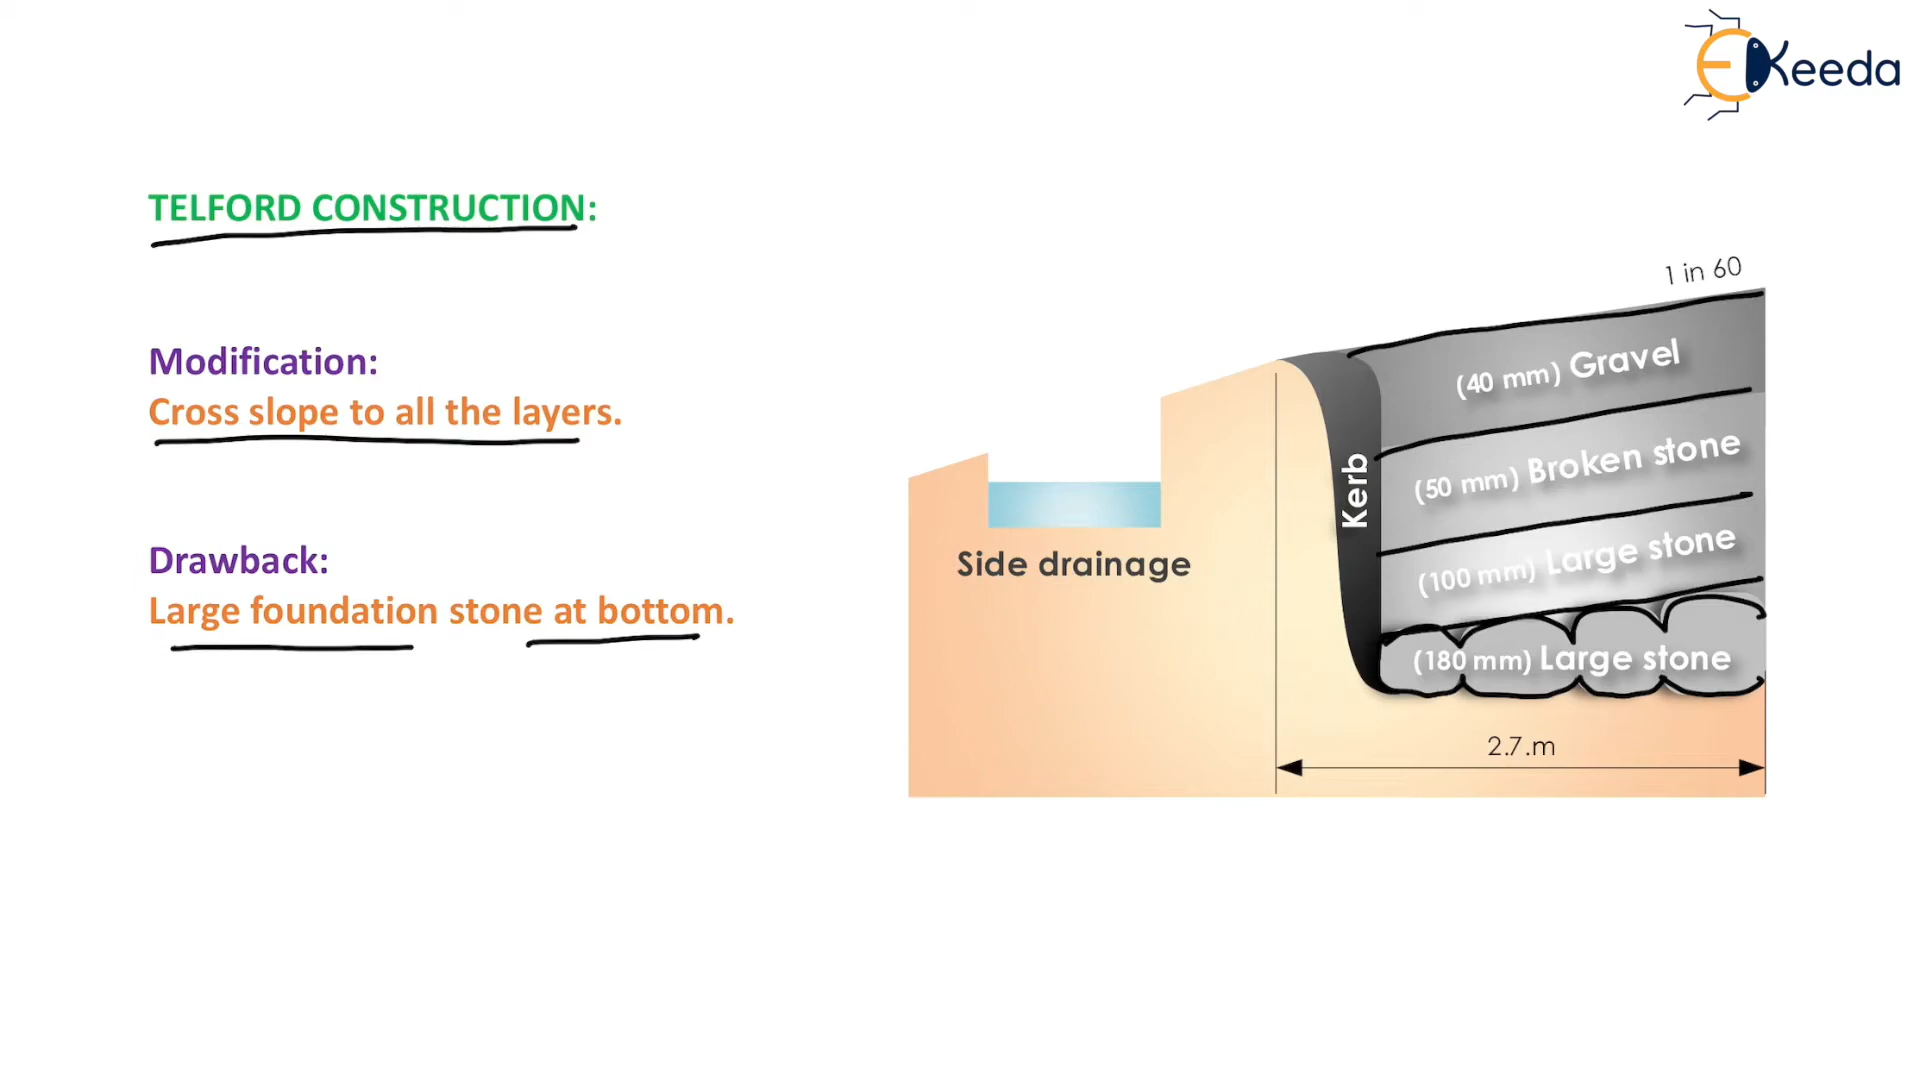 EKeeda
TELFORD CONSTRUCTION:
Modification:
Cross slope to all the layers.
Drawback:
Large foundation stone at bottom.
1 in 60
(40 mm) Gravel
(50 mm) Broken stone
Kerb
(100 mm) Large stone
Side drainage
(180 mm) Large stone
2.7.m